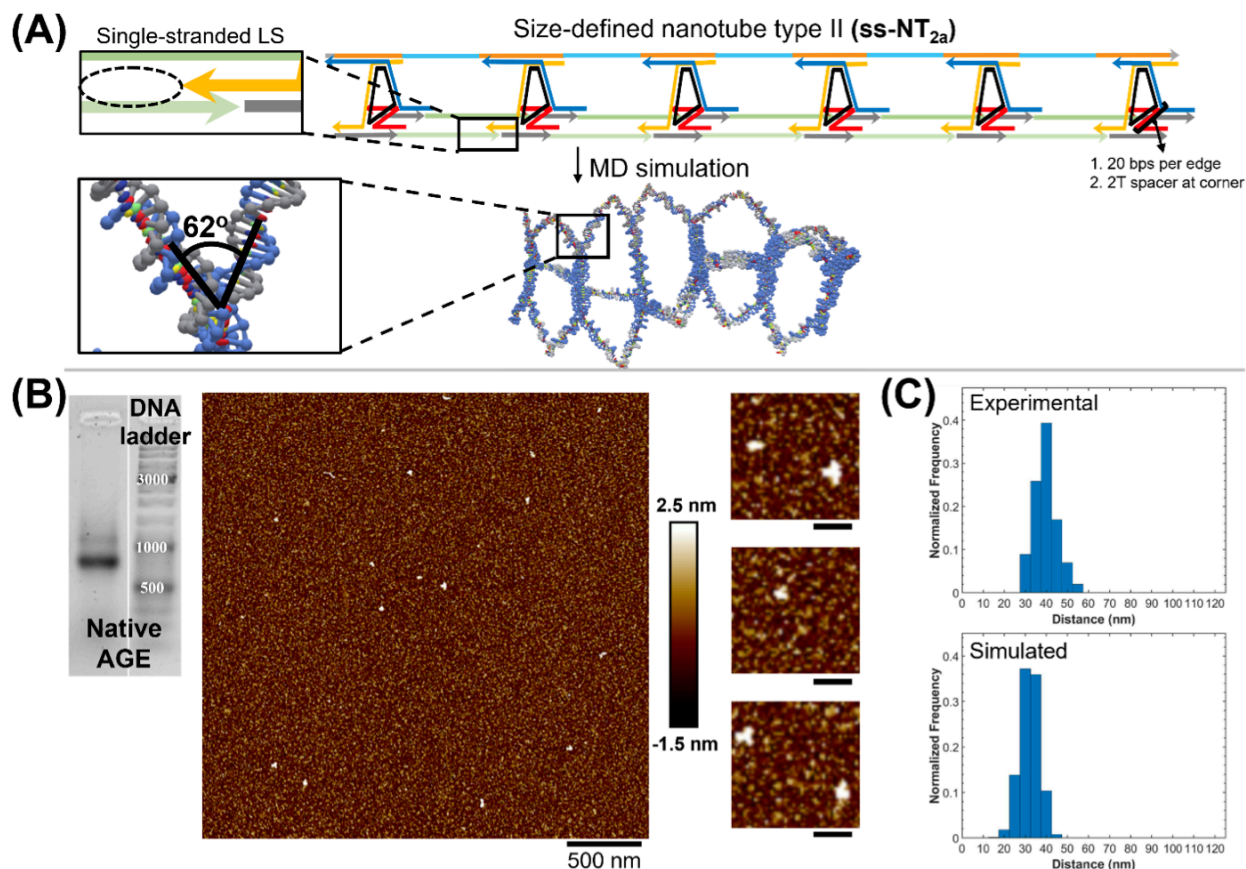 (A)
Single-stranded LS
Size-defined nanotube type II (ss-NT2a)
1. 20 bps per edge
2. 2T spacer at corner
MD simulation
62º
(B)
DNA
ladder
3000
1000
500
Native
AGE
2.5 nm
-1.5 nm
500 nm
(C)
Experimental
Normalized Frequency
0.4
0.3
0.2
0.1
0
0 10 20 30 40 50 60 70 80 90 100 110 120
Distance (nm)
Simulated
Normalized Frequency
0.4
0.3
0.2
0.1
0
0 10 20 30 40 50 60 70 80 90 100 110 120
Distance (nm)